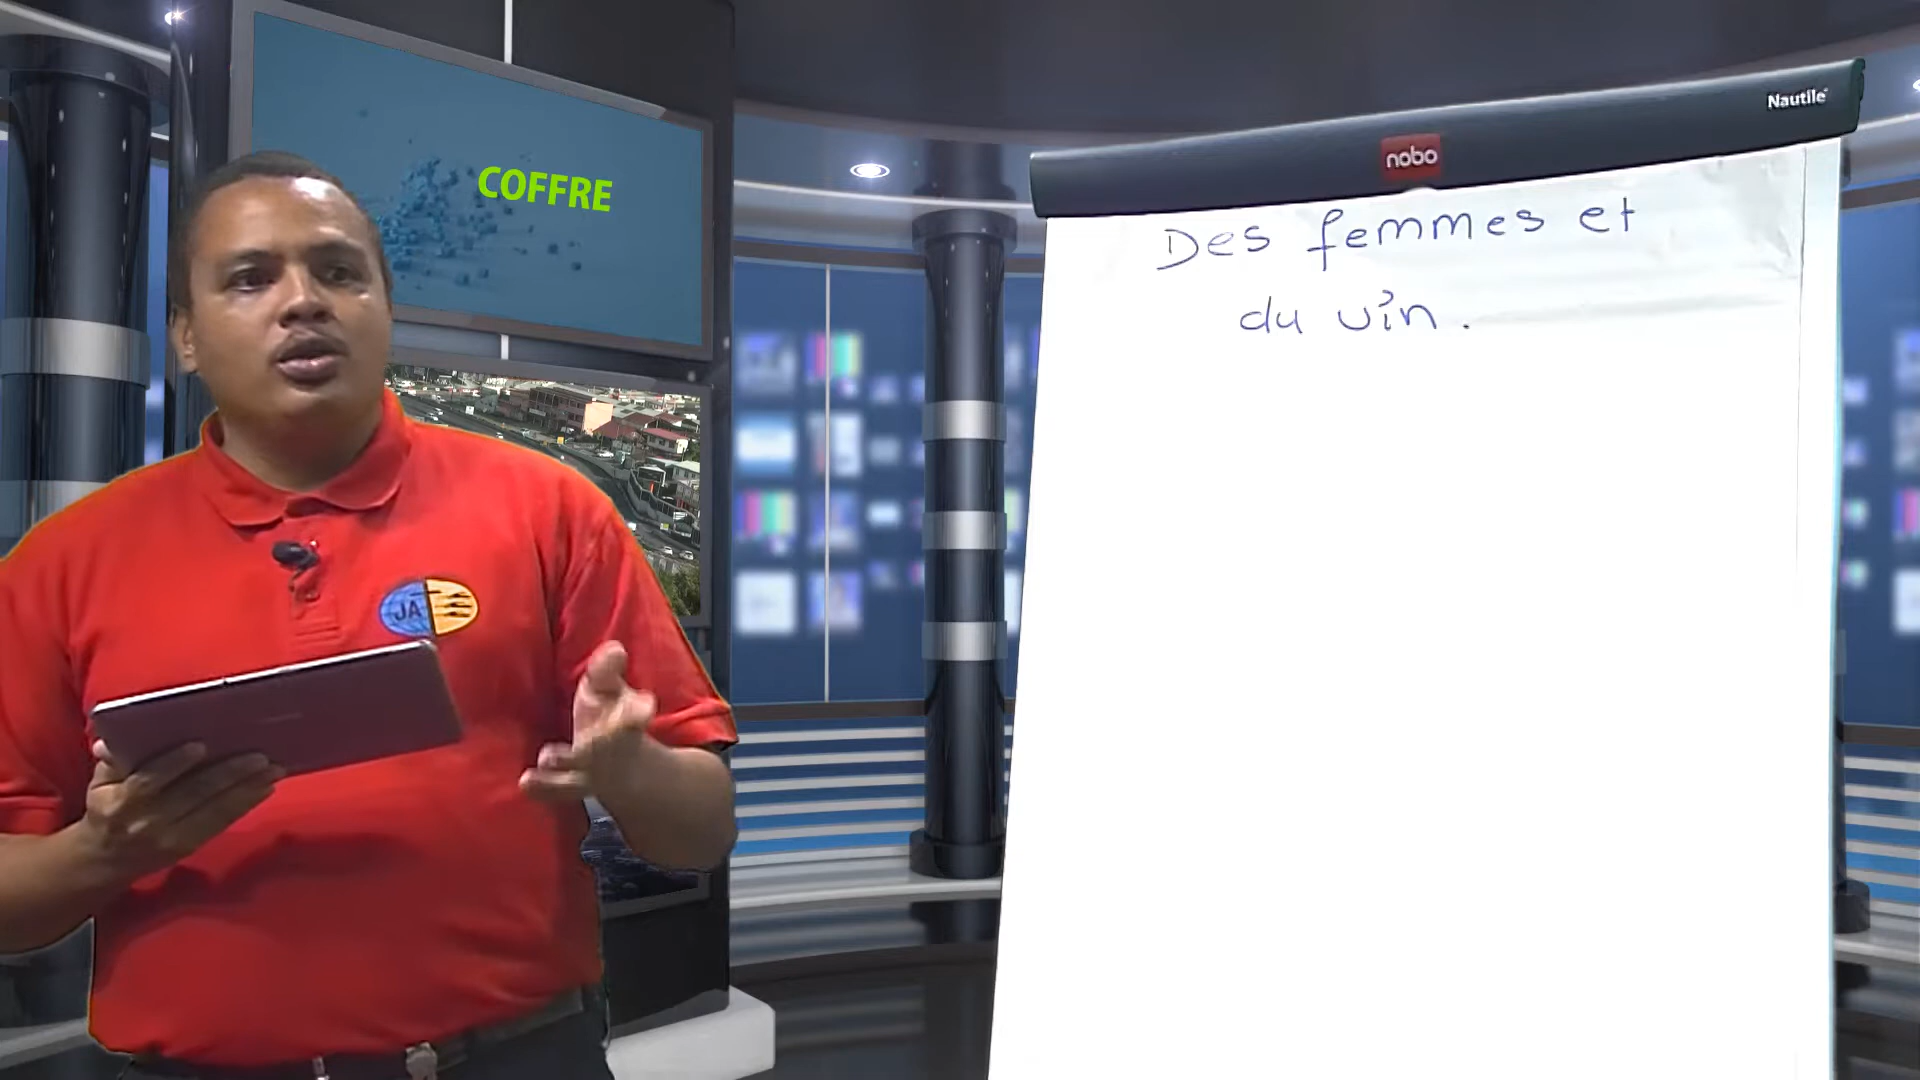 COFFRE
Nautile
nobo
Des femmes et
du vin.
JA